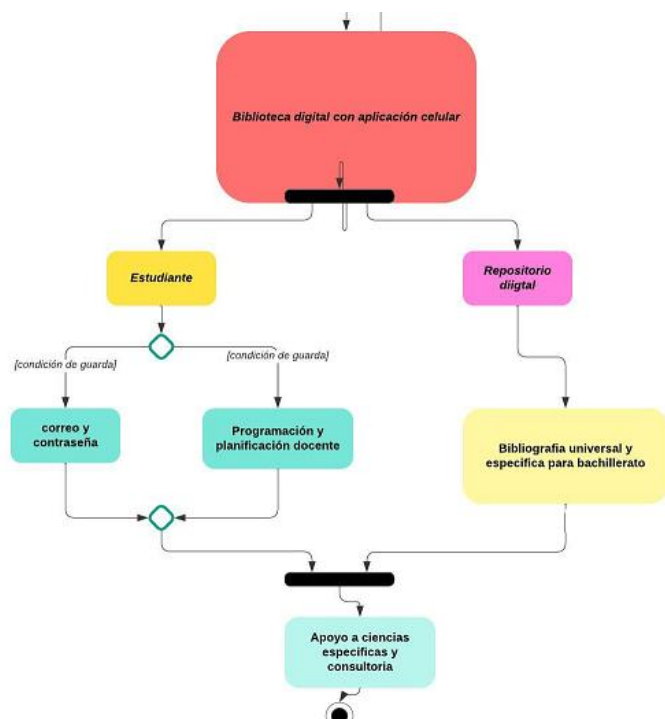 Biblioteca digital con aplicación celular
Estudiante
Repositorio
diigtal
[condición de guarda]
[condición de guarda]
correo y
contraseña
Programación y
planificación docente
Bibliografia universal y
especifica para bachillerato
Apoyo a ciencias
especificas y
consultoria